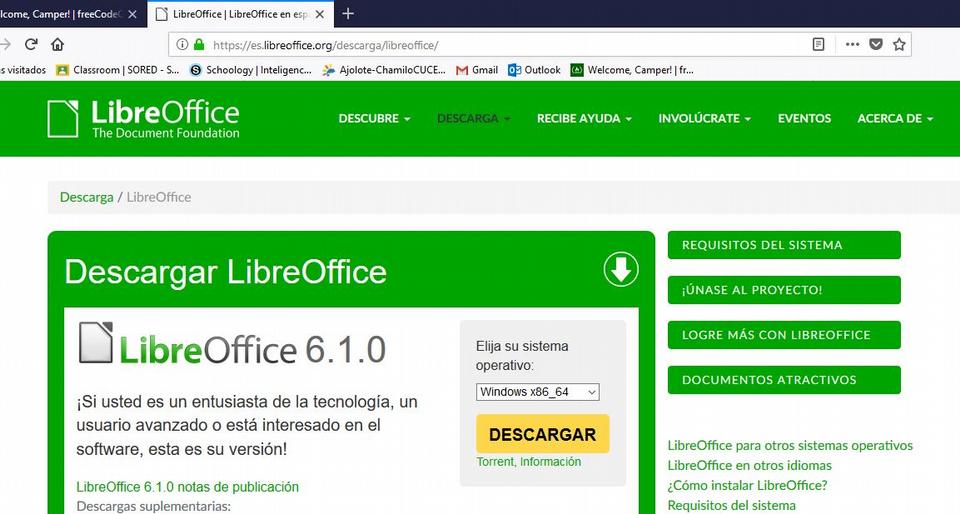 lcome, Camper! | freeCodeC
LibreOffice | LibreOffice en esp
https://es.libreoffice.org/descarga/libreoffice/
s visitados
Classroom | SORED - S...
Schoology | Inteligenc...
Ajolote-ChamiloCUCE...
Gmail
Outlook
Welcome, Camper! | fr...
LibreOffice
The Document Foundation
DESCUBRE
DESCARGA
RECIBE AYUDA
INVOLÚCRATE
EVENTOS
ACERCA DE
Descarga / LibreOffice
Descargar LibreOffice
LibreOffice 6.1.0
¡Si usted es un entusiasta de la tecnología, un
usuario avanzado o está interesado en el
software, esta es su versión!
LibreOffice 6.1.0 notas de publicación
Descargas suplementarias:
Elija su sistema
operativo:
Windows x86_64
DESCARGAR
Torrent, Información
REQUISITOS DEL SISTEMA
¡ÚNASE AL PROYECTO!
LOGRE MÁS CON LIBREOFFICE
DOCUMENTOS ATRACTIVOS
LibreOffice para otros sistemas operativos
LibreOffice en otros idiomas
¿Cómo instalar LibreOffice?
Requisitos del sistema